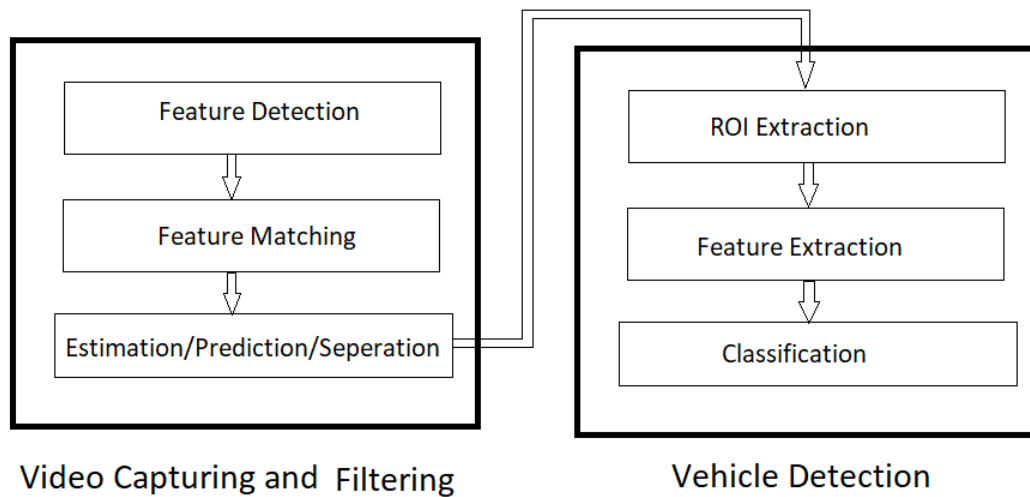 Feature Detection
Feature Matching
Estimation/Prediction/Seperation
Video Capturing and Filtering
ROI Extraction
Feature Extraction
Classification
Vehicle Detection